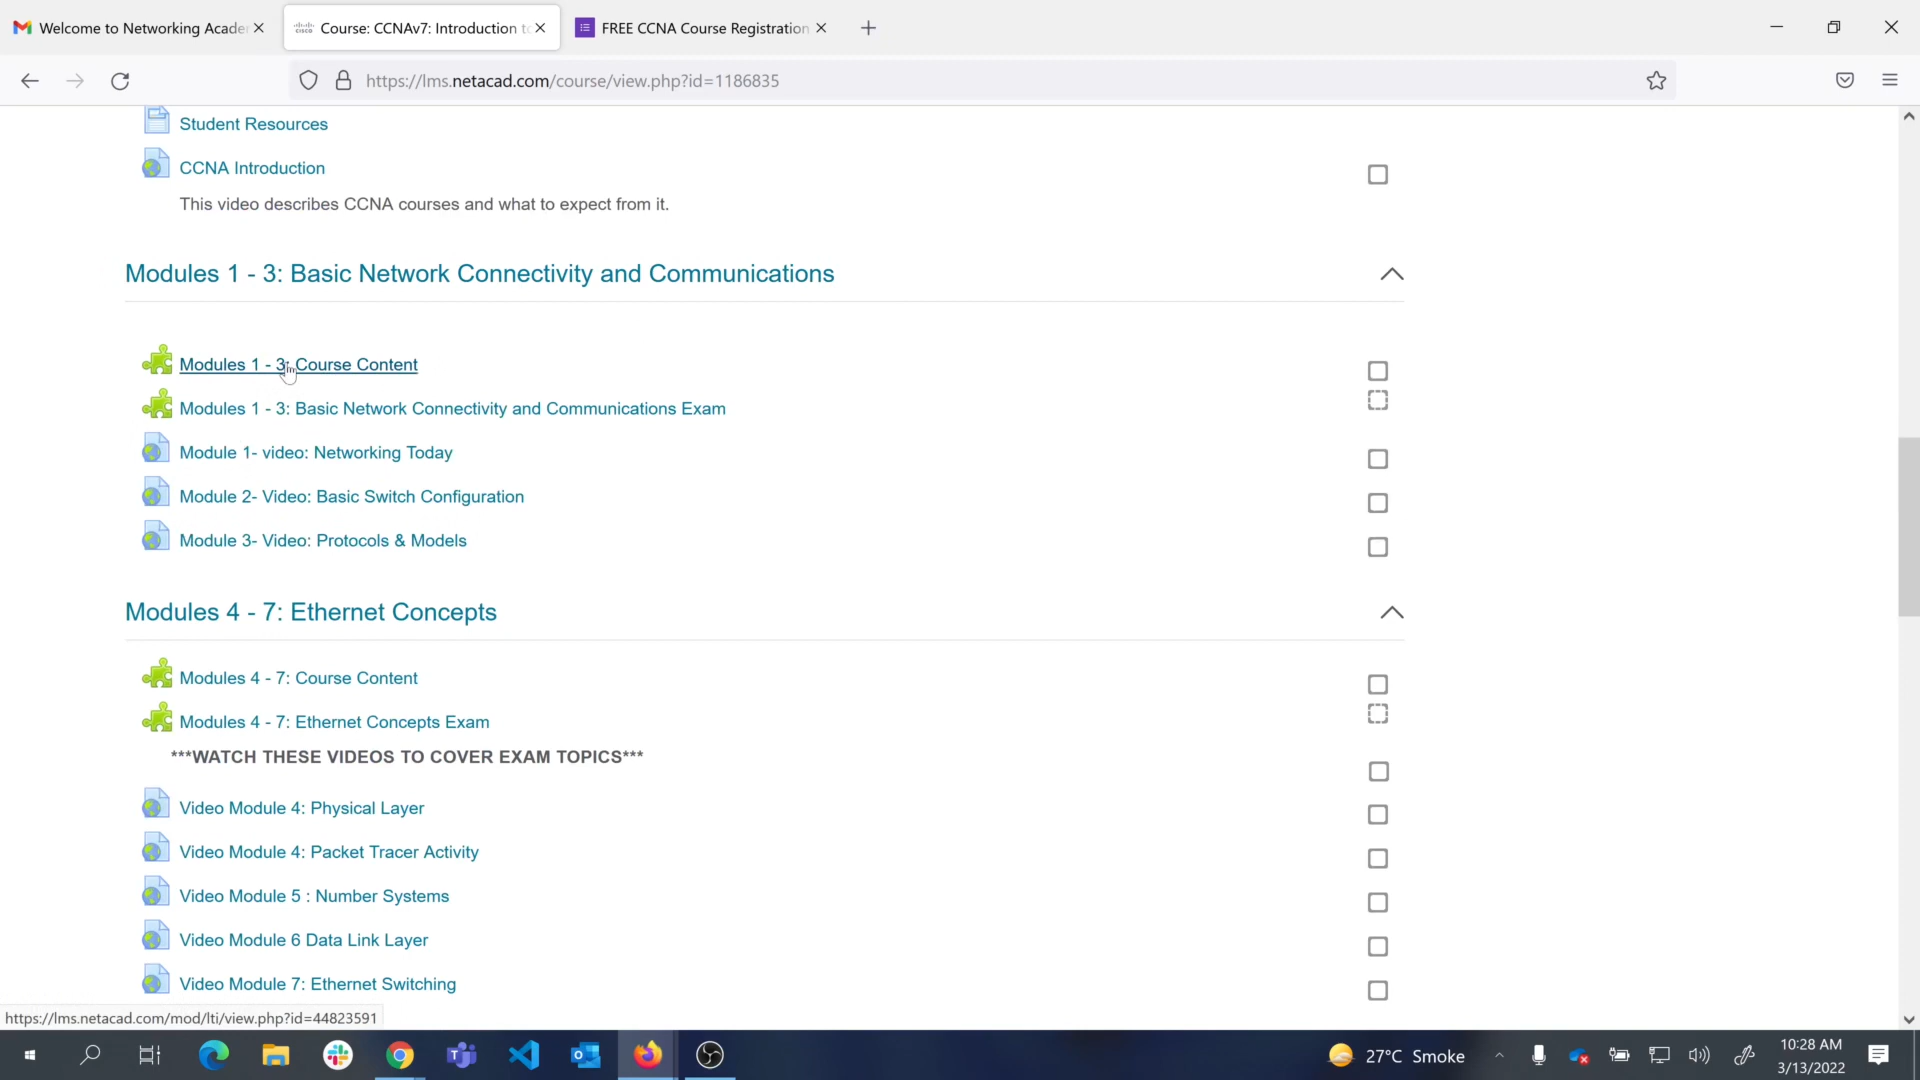 Welcome to Networking Acade
Course: CCNAv7: Introduction to
FREE CCNA Course Registration
https://lms.netacad.com/course/view.php?id=1186835
Student Resources
CCNA Introduction
This video describes CCNA courses and what to expect from it.
Modules 1 - 3: Basic Network Connectivity and Communications
Modules 1 - 3: Course Content
Modules 1 - 3: Basic Network Connectivity and Communications Exam
Module 1- video: Networking Today
Module 2- Video: Basic Switch Configuration
Module 3- Video: Protocols & Models
Modules 4 - 7: Ethernet Concepts
Modules 4 - 7: Course Content
Modules 4 - 7: Ethernet Concepts Exam
***WATCH THESE VIDEOS TO COVER EXAM TOPICS***
Video Module 4: Physical Layer
Video Module 4: Packet Tracer Activity
Video Module 5 : Number Systems
Video Module 6 Data Link Layer
Video Module 7: Ethernet Switching
https://lms.netacad.com/mod/lti/view.php?id=44823591
27°C Smoke
10:28 AM
3/13/2022